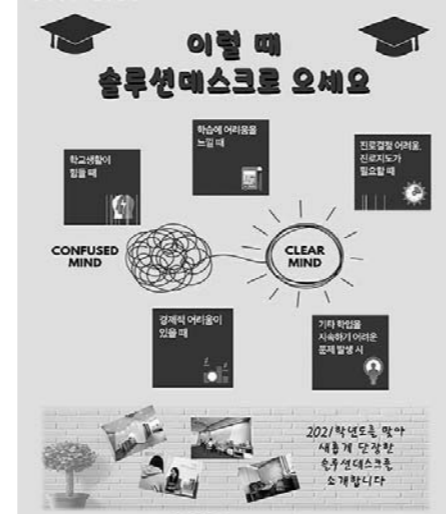 이럴 때
솔루션데스크로 오세요
학습에 어려움을
느낄 때
진로결정 어려움,
진로지도가
필요할 때
학교생활이
힘들 때
CONFUSED
MIND
CLEAR
MIND
경제적 어려움이
있을 때
기타 학업을
지속하기 어려운
문제 발생 시
2021학년도를 맞아
새롭게 단장한
솔루션데스크를
소개합니다